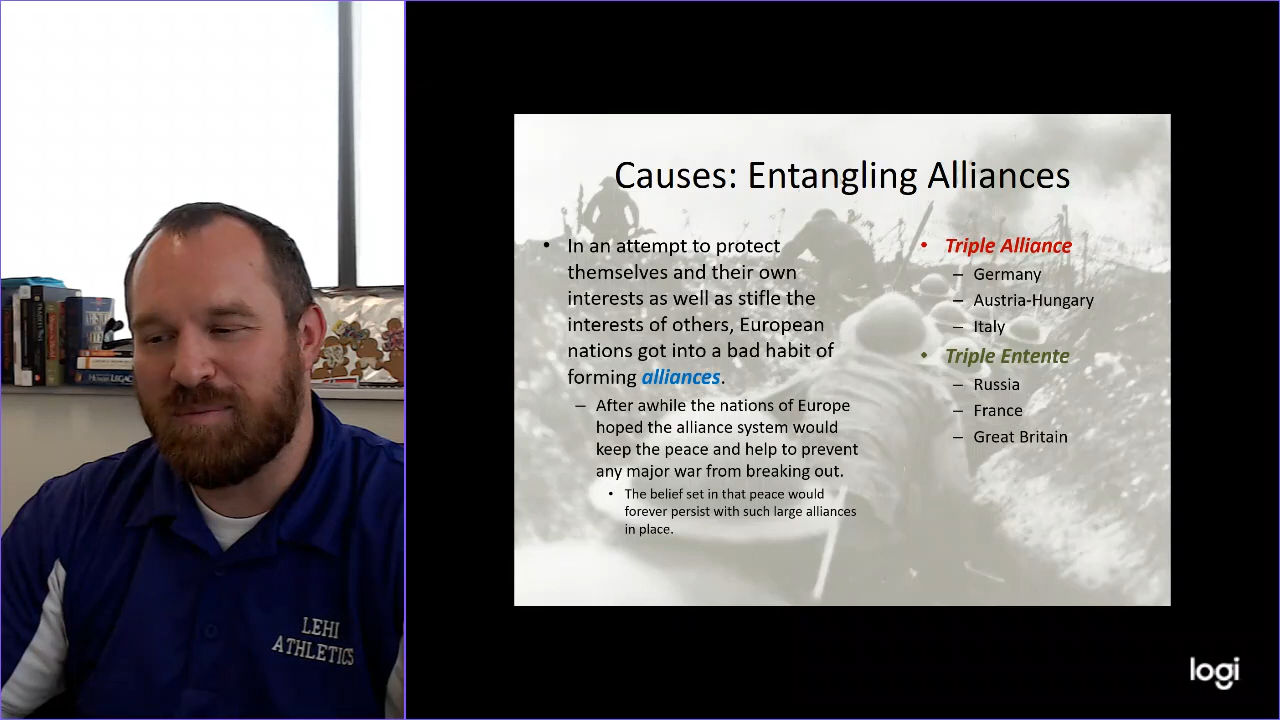 LEHI
ATHLETICS
Causes: Entangling Alliances
• In an attempt to protect
themselves and their own
interests as well as stifle the
interests of others, European
nations got into a bad habit of
forming alliances.
– After awhile the nations of Europe
hoped the alliance system would
keep the peace and help to prevent
any major war from breaking out.
• The belief set in that peace would
forever persist with such large alliances
in place.
• Triple Alliance
– Germany
– Austria-Hungary
– Italy
• Triple Entente
– Russia
– France
– Great Britain
logi